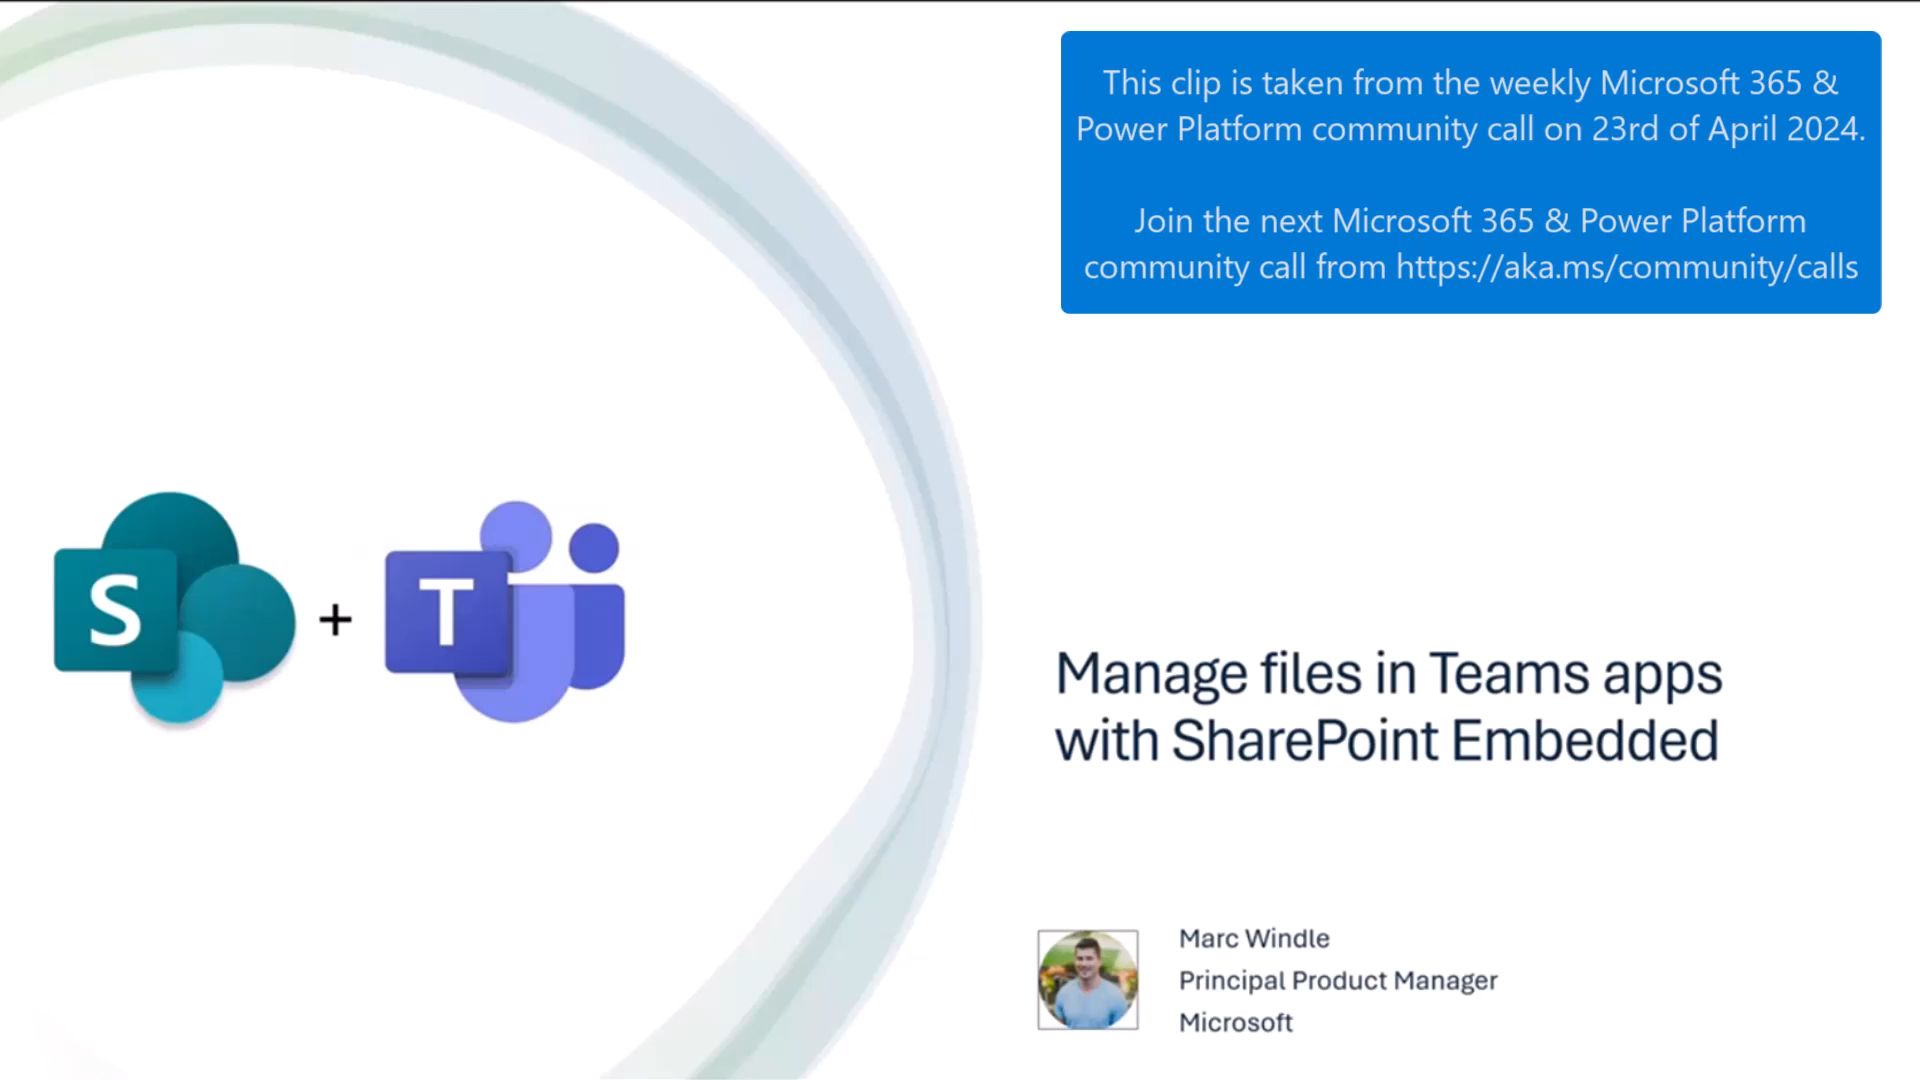 This clip is taken from the weekly Microsoft 365 &
Power Platform community call on 23rd of April 2024.
Join the next Microsoft 365 & Power Platform
community call from https://aka.ms/community/calls
S + T
Manage files in Teams apps
with SharePoint Embedded
Marc Windle
Principal Product Manager
Microsoft